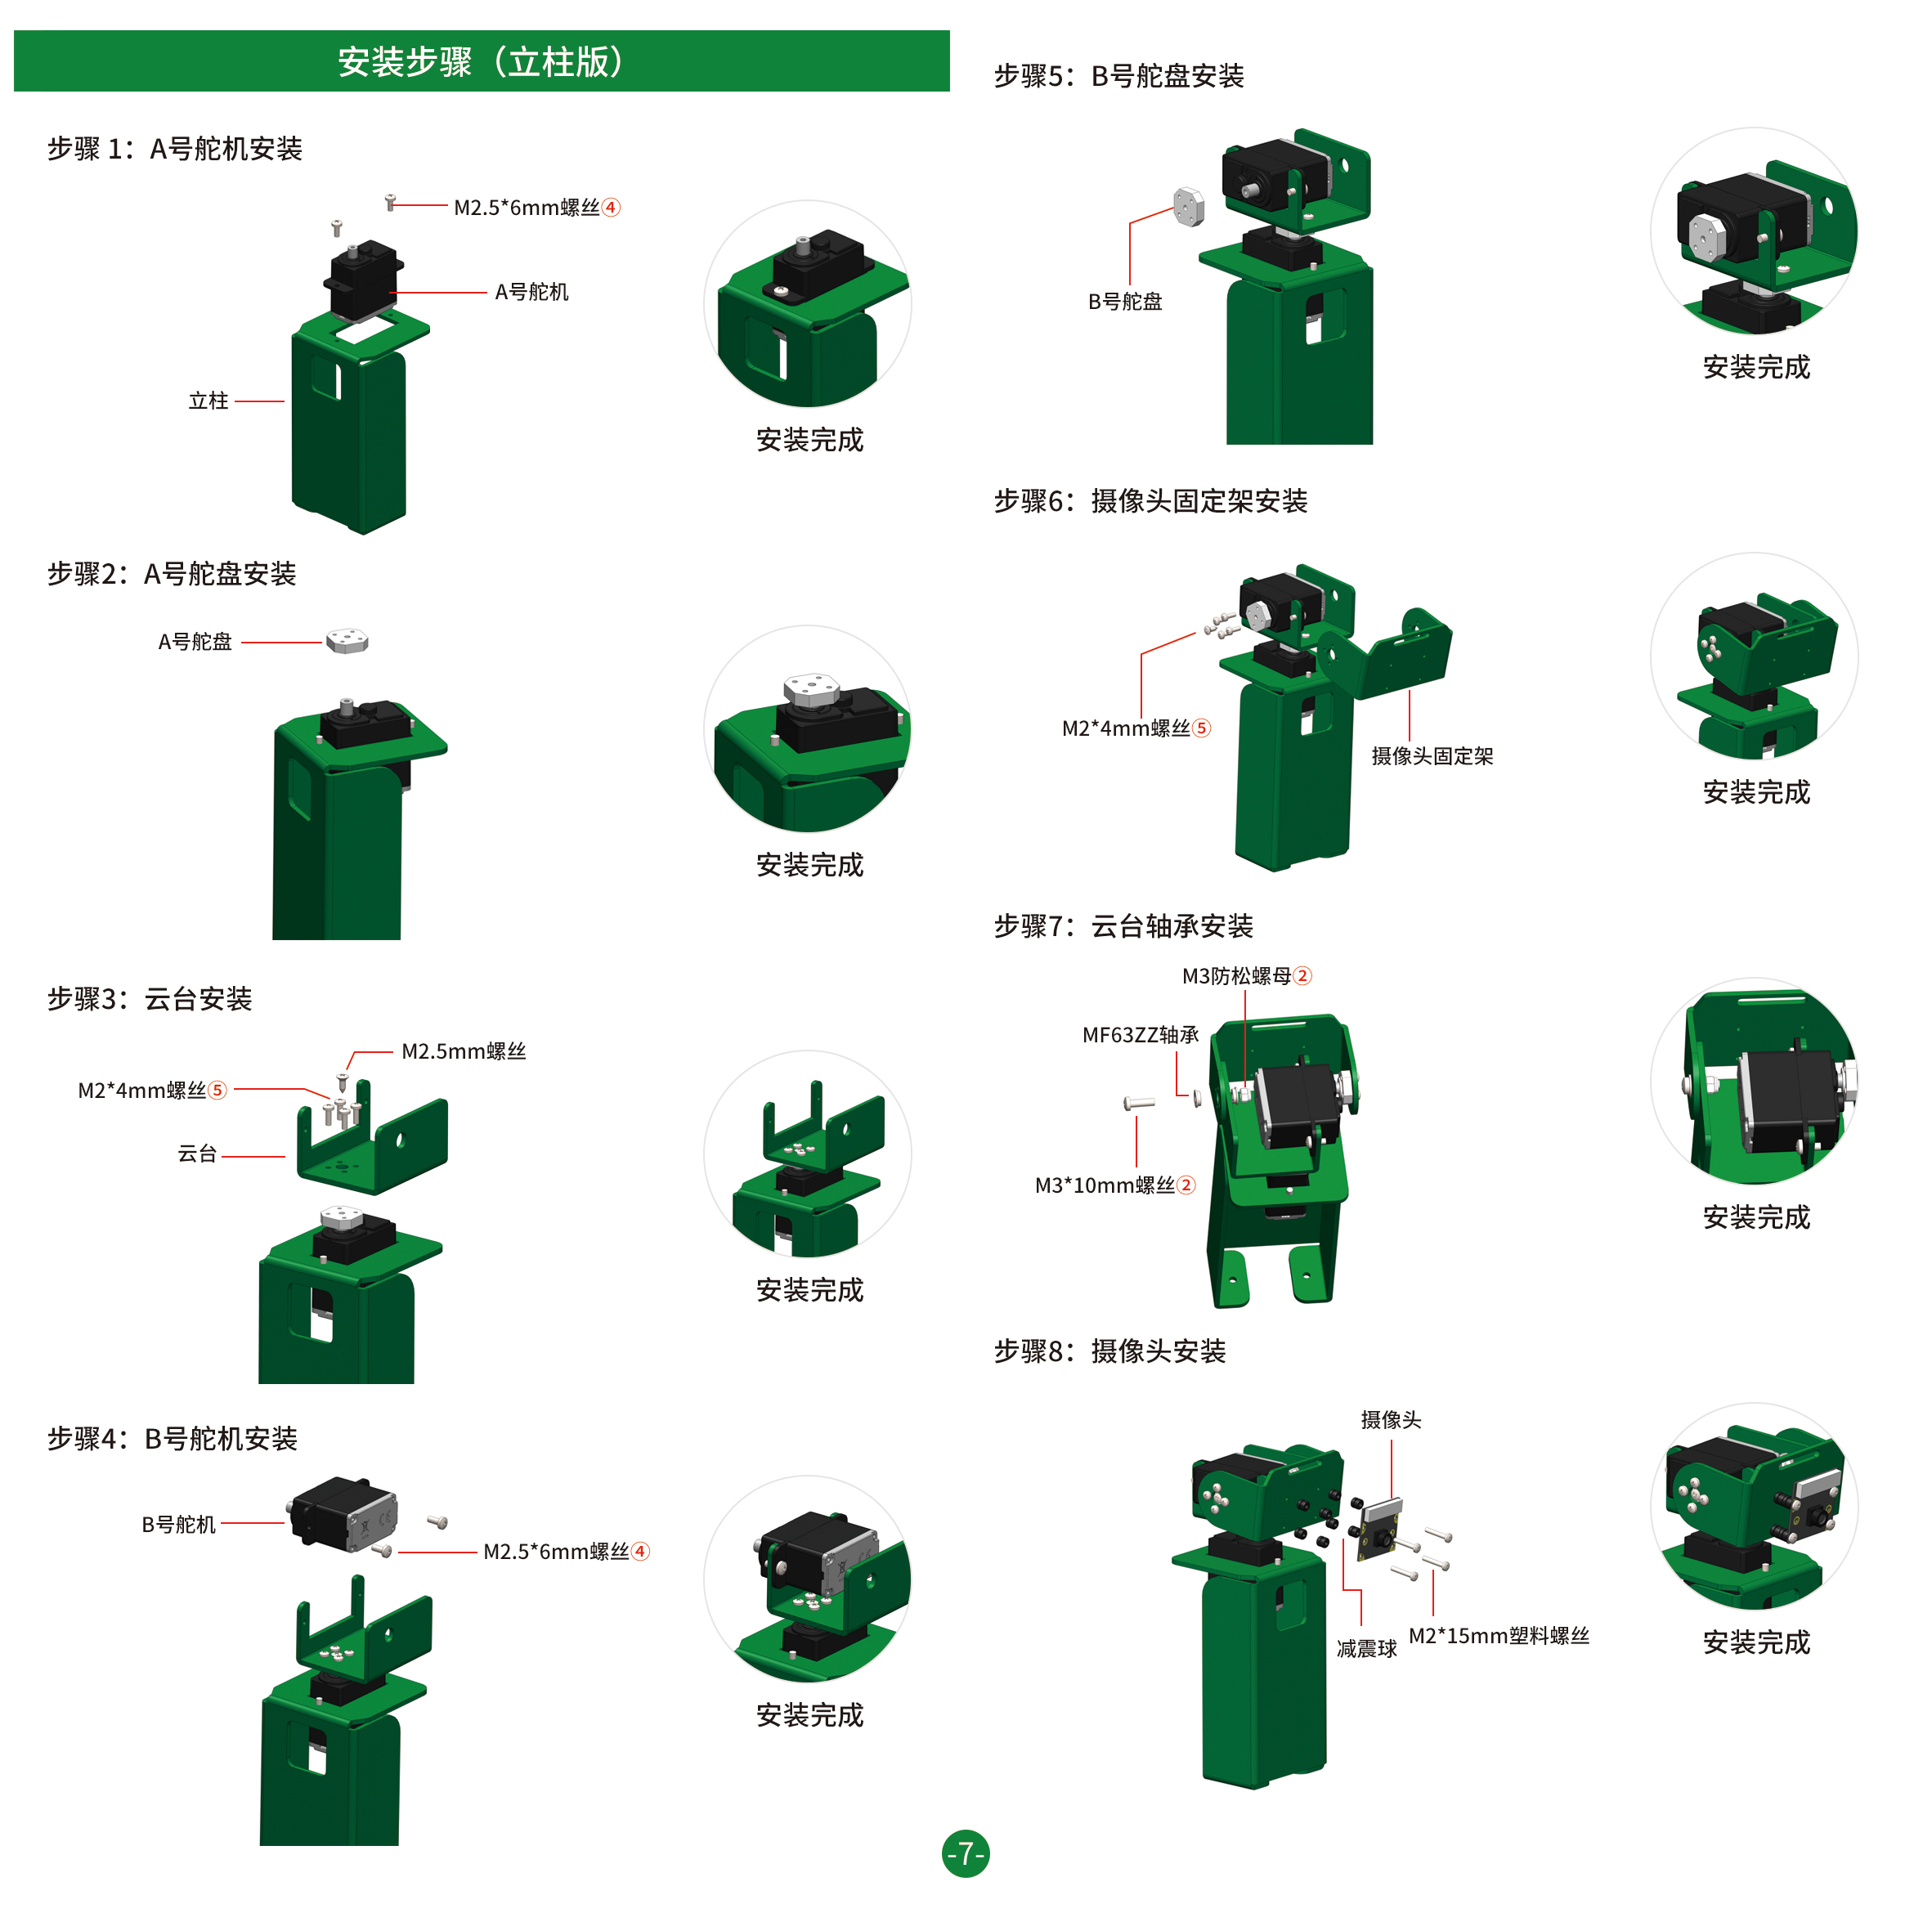 安装步骤（立柱版）
步骤 1：A号舵机安装
M2.5*6mm螺丝④
A号舵机
立柱
安装完成
步骤2：A号舵盘安装
A号舵盘
安装完成
步骤3：云台安装
M2.5mm螺丝
M2*4mm螺丝⑤
云台
安装完成
步骤4：B号舵机安装
B号舵机
M2.5*6mm螺丝④
安装完成
步骤5：B号舵盘安装
B号舵盘
安装完成
步骤6：摄像头固定架安装
M2*4mm螺丝⑤
摄像头固定架
安装完成
步骤7：云台轴承安装
M3防松螺母②
MF63ZZ轴承
M3*10mm螺丝②
安装完成
步骤8：摄像头安装
摄像头
减震球
M2*15mm塑料螺丝
安装完成
-7-